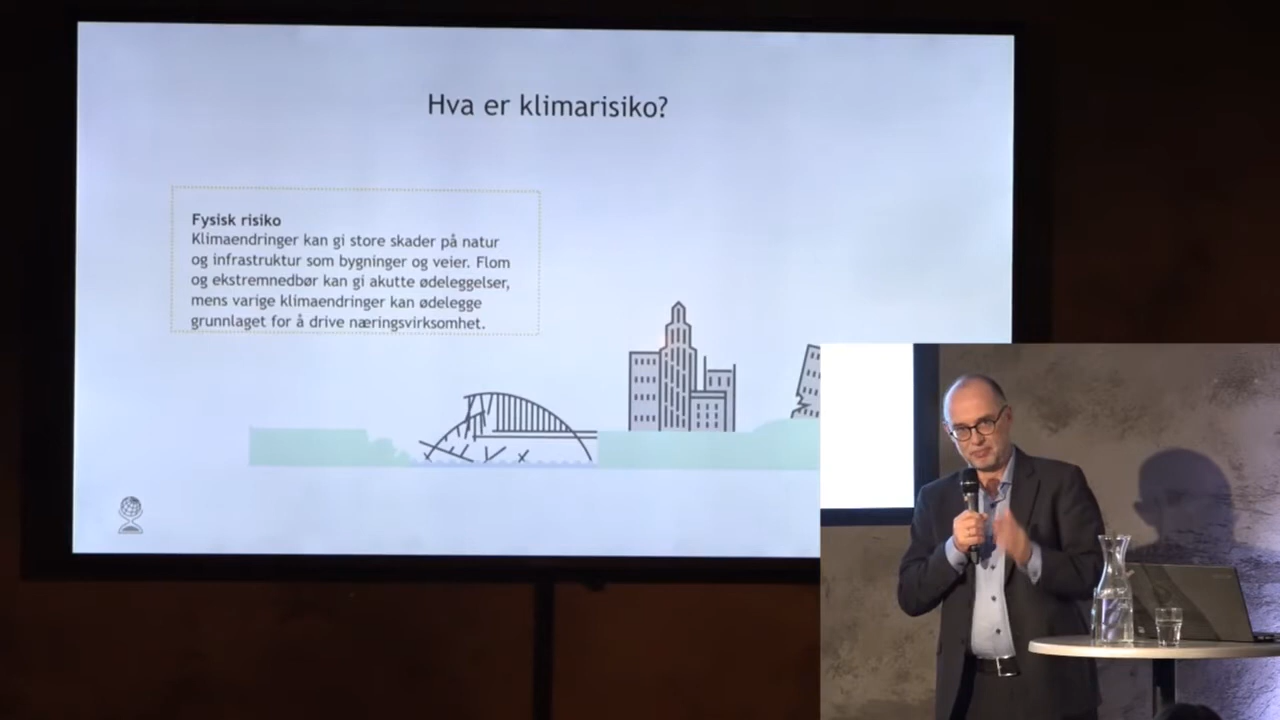 Hva er klimarisiko?
Fysisk risiko
Klimaendringer kan gi store skader på natur
og infrastruktur som bygninger og veier. Flom
og ekstremnedbør kan gi akutte ødeleggelser,
mens varige klimaendringer kan ødelegge
grunnlaget for å drive næringsvirksomhet.